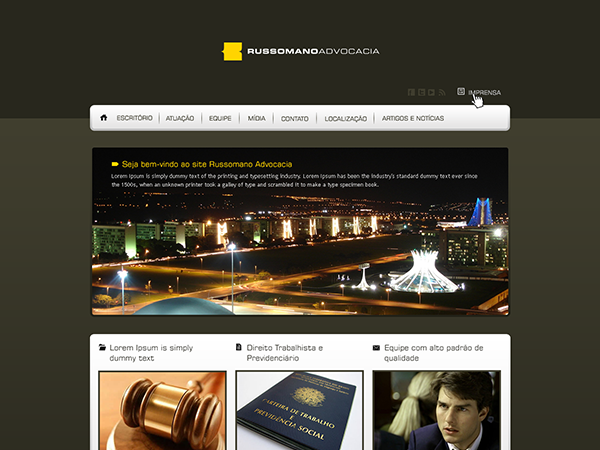 RUSSOMANOADVOCACIA
IMPRENSA
ESCRITÓRIO ATUAÇÃO EQUIPE MÍDIA CONTATO LOCALIZAÇÃO ARTIGOS E NOTÍCIAS
Seja bem-vindo ao site Russomano Advocacia
Lorem Ipsum is simply dummy text of the printing and typesetting industry. Lorem Ipsum has been the industry's standard dummy text ever since
the 1500s, when an unknown printer took a galley of type and scrambled it to make a type specimen book.
Lorem Ipsum is simply
dummy text
Direito Trabalhista e
Previdenciário
Equipe com alto padrão de
qualidade
CARTEIRA DE TRABALHO
E
PREVIDÊNCIA SOCIAL